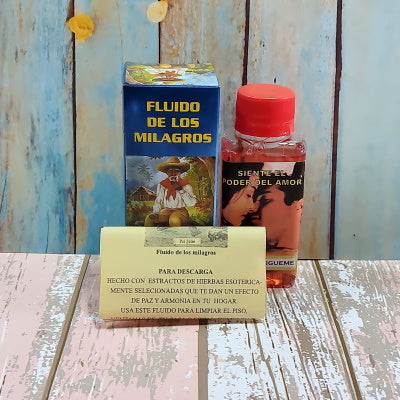 FLUIDO
DE LOS
MILAGROS
SIENTE EL
PODER DEL AMOR
Fluido de los milagros
PARA DESCARGA
HECHO CON EXTRACTOS DE HIERBAS ESOTERICA-
MENTE SELECIONADAS QUE TE DAN UN EFECTO
DE PAZ Y ARMONIA EN TU HOGAR.
USA ESTE FLUIDO PARA LIMPIAR EL PISO,